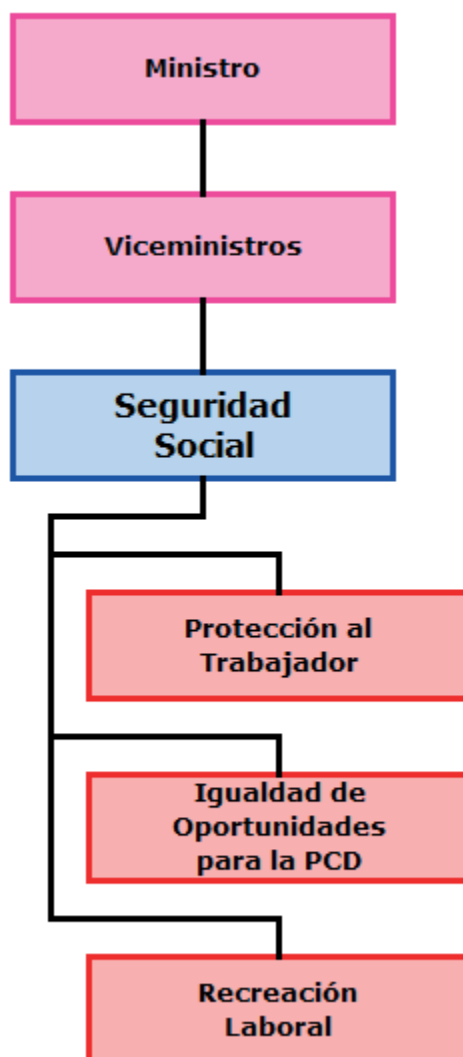 Ministro
Viceministros
Seguridad
Social
Protección al
Trabajador
Igualdad de
Oportunidades
para la PCD
Recreación
Laboral